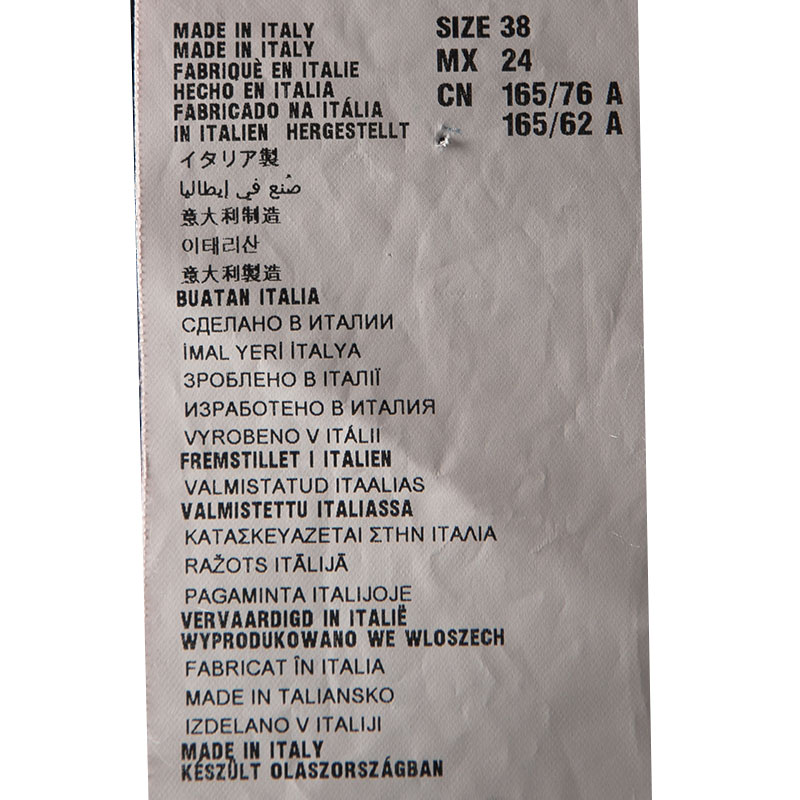 MADE IN ITALY
MADE IN ITALY
FABRIQUÈ EN ITALIE
HECHO EN ITALIA
FABRICADO NA ITÁLIA
IN ITALIEN HERGESTELLT
イタリア製
صُنع في إيطاليا
意大利制造
이태리산
意大利製造
BUATAN ITALIA
СДЕЛАНО В ИТАЛИИ
İMAL YERİ İTALYA
ЗРОБЛЕНО В ІТАЛІЇ
ИЗРАБОТЕНО В ИТАЛИЯ
VYROBENO V ITÁLII
FREMSTILLET I ITALIEN
VALMISTATUD ITAALIAS
VALMISTETTU ITALIASSA
ΚΑΤΑΣΚΕΥΑΖΕΤΑΙ ΣΤΗΝ ΙΤΑΛΙΑ
RAŽOTS ITĀLIJĀ
PAGAMINTA ITALIJOJE
VERVAARDIGD IN ITALIË
WYPRODUKOWANO WE WLOSZECH
FABRICAT ÎN ITALIA
MADE IN TALIANSKO
IZDELANO V ITALIJI
MADE IN ITALY
KÉSZÜLT OLASZORSZÁGBAN
SIZE 38
MX 24
CN 165/76 A
165/62 A